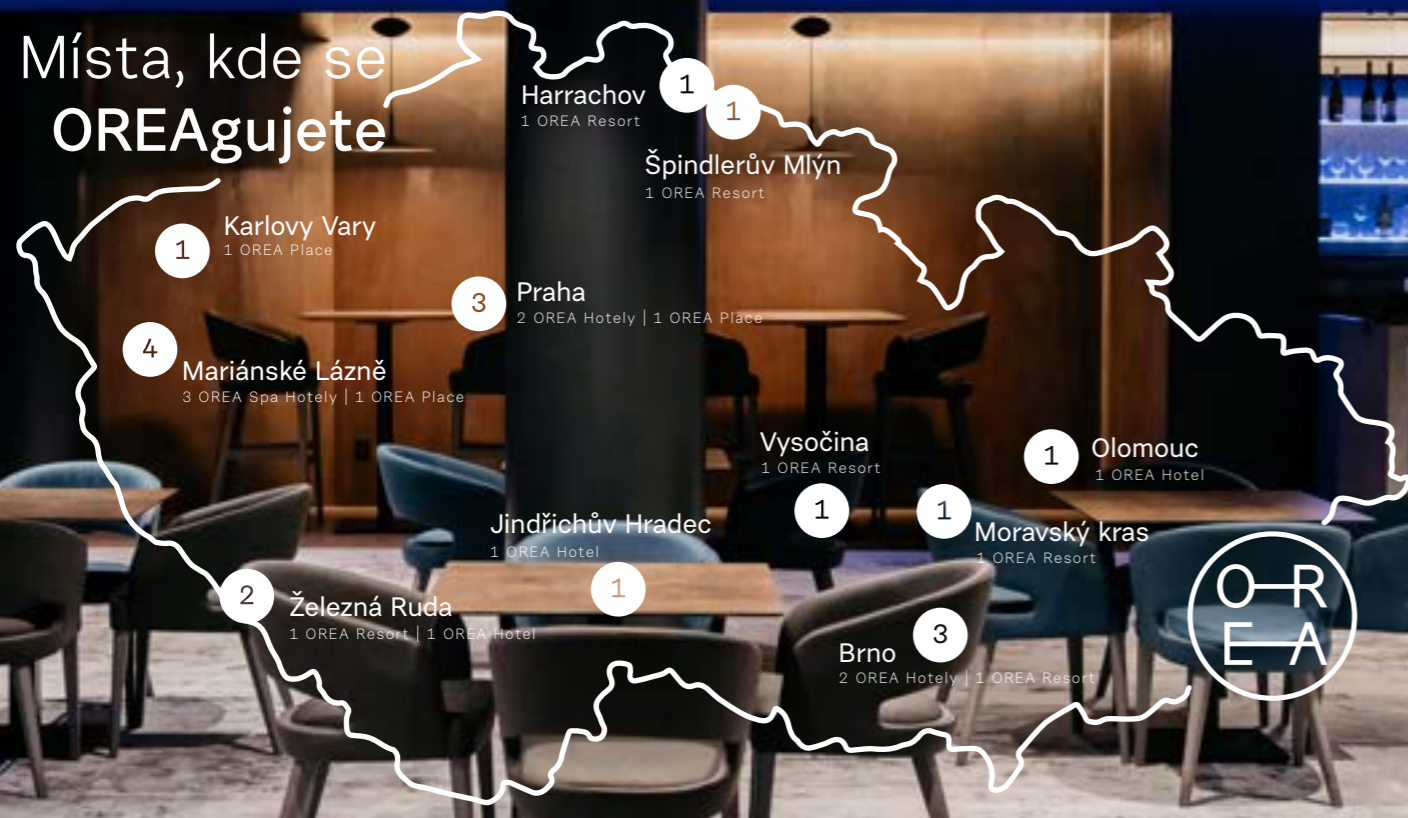 Místa, kde se
OREAgujete
1
Harrachov
1 OREA Resort
1
Špindlerův Mlýn
1 OREA Resort
1
Karlovy Vary
1 OREA Place
3
Praha
2 OREA Hotely | 1 OREA Place
4
Mariánské Lázně
3 OREA Spa Hotely | 1 OREA Place
Vysočina
1 OREA Resort
1
1
Olomouc
1 OREA Hotel
1
Moravský kras
1 OREA Resort
Jindřichův Hradec
1 OREA Hotel
1
2
Železná Ruda
1 OREA Resort | 1 OREA Hotel
3
Brno
2 OREA Hotely | 1 OREA Resort
O-R
E-A